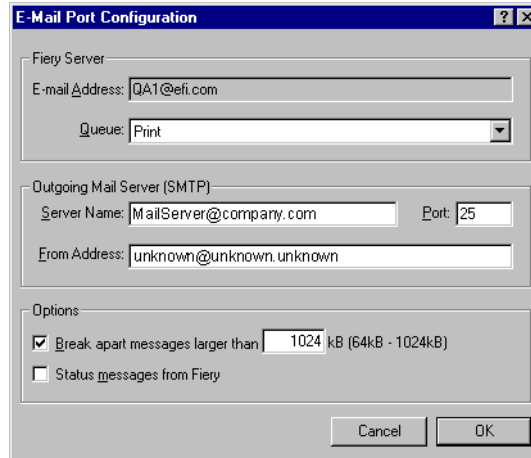 E-Mail Port Configuration
Fiery Server
E-mail Address: QA1@efi.com
Queue: Print
Outgoing Mail Server (SMTP)
Server Name: MailServer@company.com Port: 25
From Address: unknown@unknown.unknown
Options
Break apart messages larger than 1024 kB (64kB - 1024kB)
Status messages from Fiery
Cancel OK